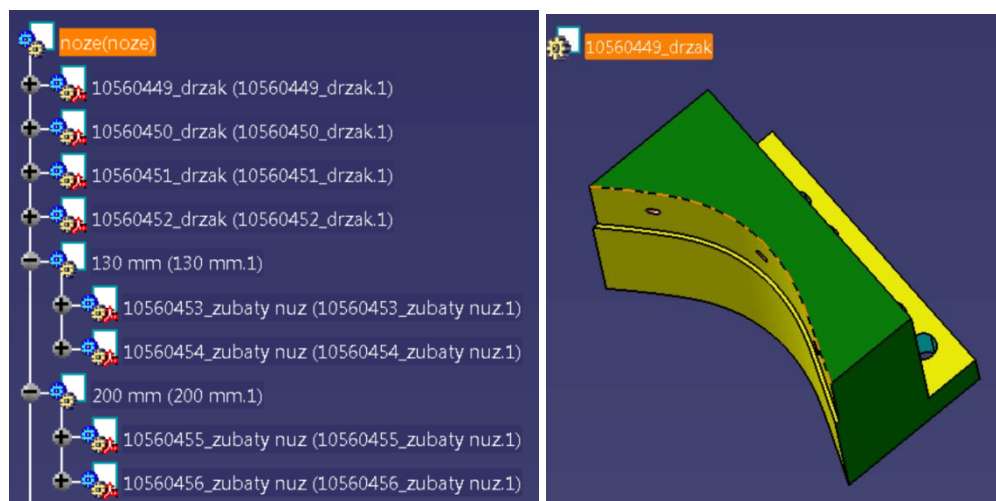 noze(noze)
10560449_drzak (10560449_drzak.1)
10560450_drzak (10560450_drzak.1)
10560451_drzak (10560451_drzak.1)
10560452_drzak (10560452_drzak.1)
130 mm (130 mm.1)
10560453_zubaty nuz (10560453_zubaty nuz.1)
10560454_zubaty nuz (10560454_zubaty nuz.1)
200 mm (200 mm.1)
10560455_zubaty nuz (10560455_zubaty nuz.1)
10560456_zubaty nuz (10560456_zubaty nuz.1)
10560449_drzak